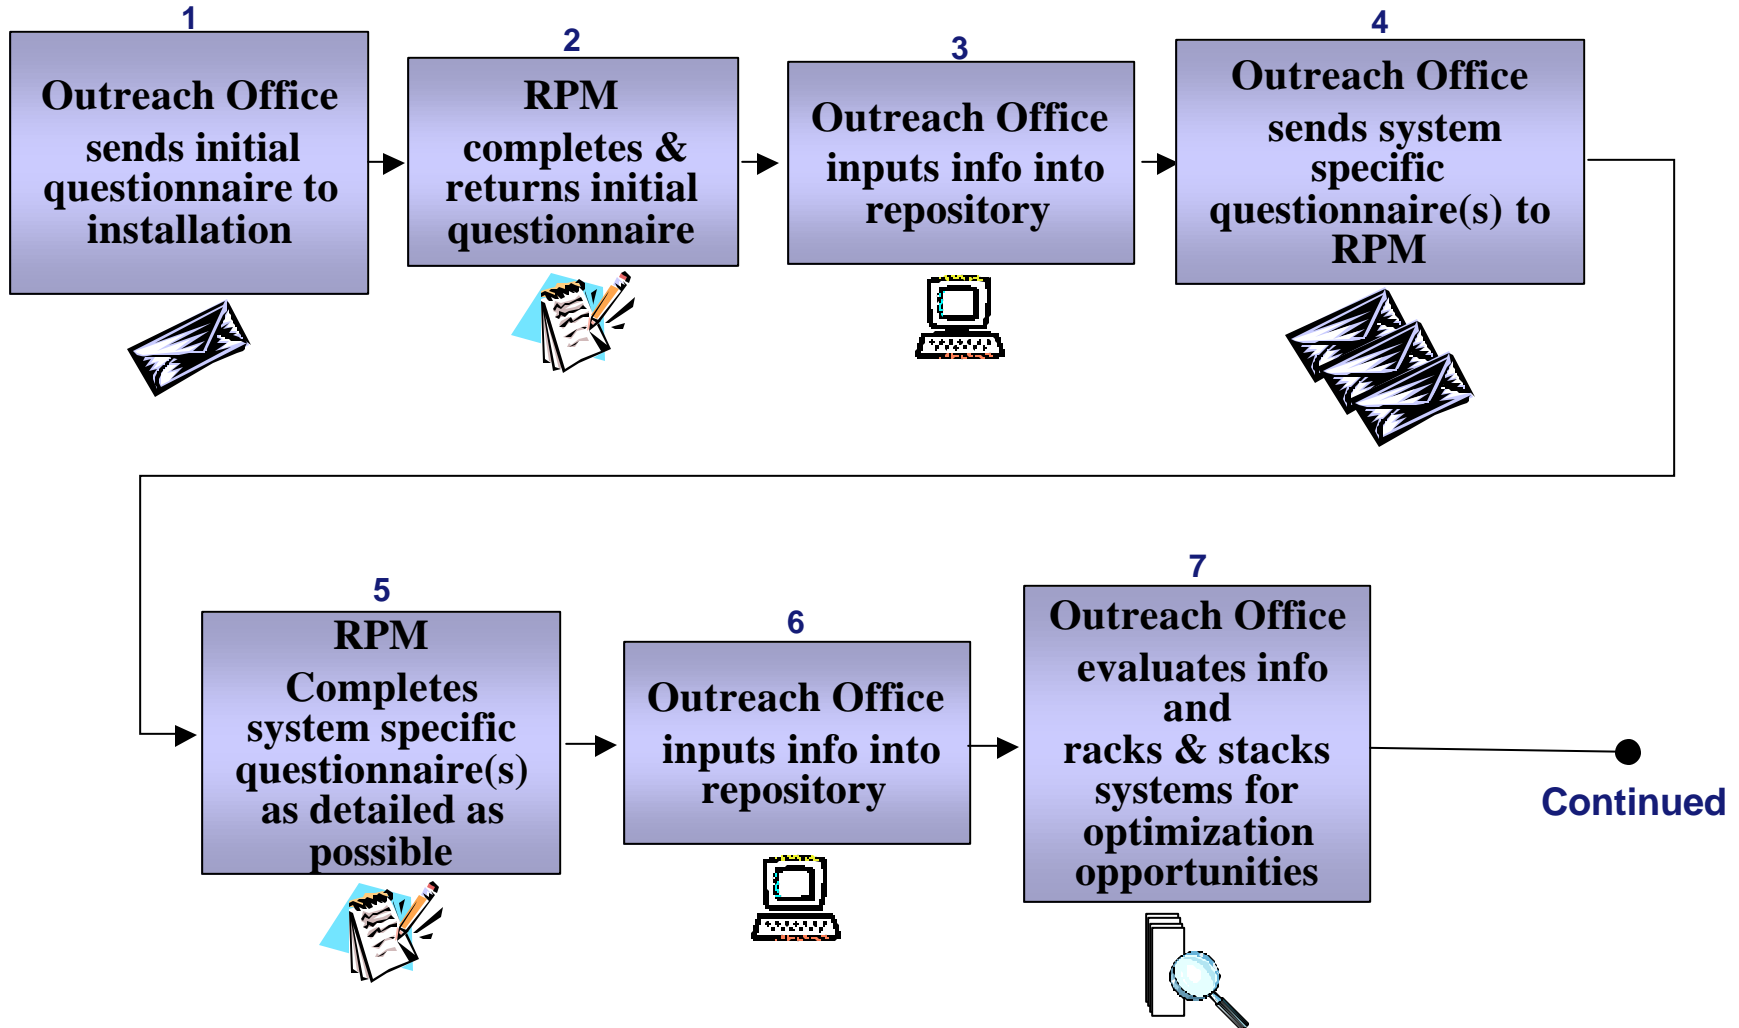 1
Outreach Office
sends initial
questionnaire to
installation
2
RPM
completes &
returns initial
questionnaire
3
Outreach Office
inputs info into
repository
4
Outreach Office
sends system
specific
questionnaire(s) to
RPM
5
RPM
Completes
system specific
questionnaire(s)
as detailed as
possible
6
Outreach Office
inputs info into
repository
7
Outreach Office
evaluates info
and
racks & stacks
systems for
optimization
opportunities
Continued